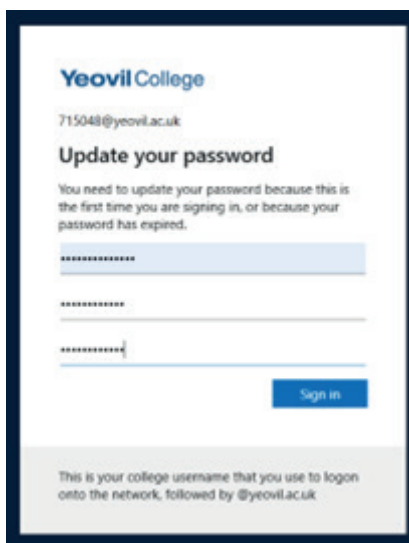 Yeovil College
715048@yeovil.ac.uk
Update your password
You need to update your password because this is
the first time you are signing in, or because your
password has expired.
••••••••••••••
••••••••••••
••••••••••••
Sign in
This is your college username that you use to logon
onto the network, followed by @yeovil.ac.uk